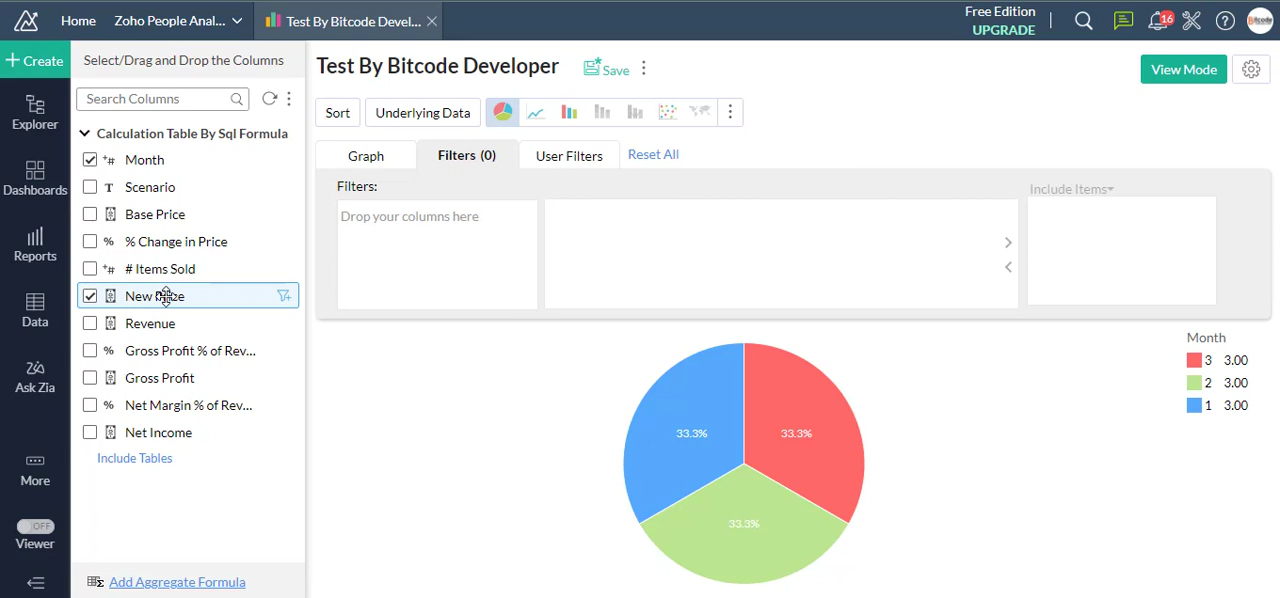 Home
Zoho People Anal...
Test By Bitcode Devel...
Free Edition
UPGRADE
16
Create
Select/Drag and Drop the Columns
Test By Bitcode Developer
Save
View Mode
Search Columns
Sort
Underlying Data
Explorer
Calculation Table By Sql Formula
Graph
Filters (0)
User Filters
Reset All
Month
T Scenario
Filters:
Include Items
Dashboards
Base Price
Drop your columns here
% % Change in Price
Reports
# Items Sold
New
Data
Revenue
% Gross Profit % of Rev...
Ask Zia
Gross Profit
% Net Margin % of Rev...
Net Income
Include Tables
More
OFF
Viewer
Add Aggregate Formula
Month
3 3.00
2 3.00
1 3.00
33.3%
33.3%
33.3%